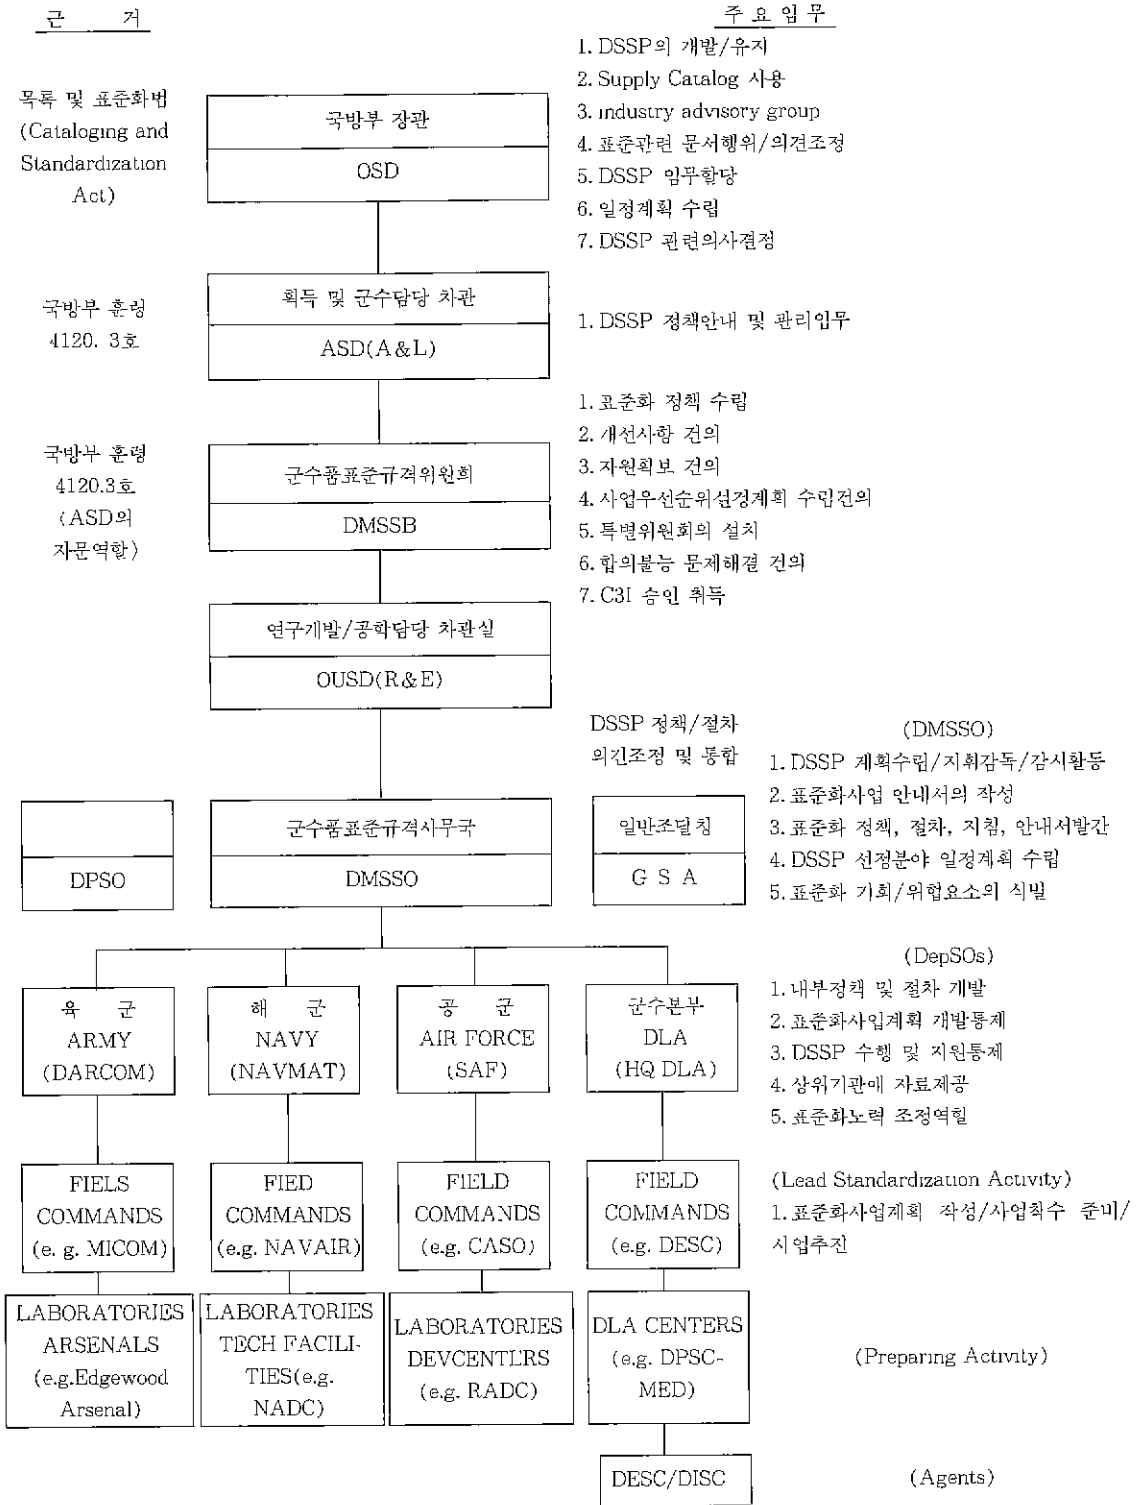 근 거
주 요 임 무
목록 및 표준화법
(Cataloging and
Standardization
Act)
국방부 장관
OSD
1. DSSP의 개발/유지
2. Supply Catalog 사용
3. industry advisory group
4. 표준관련 문서행위/의견조정
5. DSSP 임무할당
6. 일정계획 수립
7. DSSP 관련의사결정
국방부 훈령
4120. 3호
획득 및 군수담당 차관
ASD(A&L)
1. DSSP 정책안내 및 관리임무
국방부 훈령
4120.3호
(ASD의
자문역할)
군수품표준규격위원회
DMSSB
1. 표준화 정책 수립
2. 개선사항 건의
3. 자원확보 건의
4. 사업우선순위설정계획 수립건의
5. 특별위원회의 설치
6. 합의불능 문제해결 건의
7. C3I 승인 취득
연구개발/공학담당 차관실
OUSD(R&E)
DSSP 정책/절차
의견조정 및 통합
DPSO
군수품표준규격사무국
DMSSO
일반조달청
G S A
(DMSSO)
1. DSSP 계획수립/지휘감독/감시활동
2. 표준화사업 안내서의 작성
3. 표준화 정책, 절차, 지침, 안내서발간
4. DSSP 선정분야 일정계획 수립
5. 표준화 기회/위협요소의 식별
육 군
ARMY
(DARCOM)
해 군
NAVY
(NAVMAT)
공 군
AIR FORCE
(SAF)
군수본부
DLA
(HQ DLA)
(DepSOs)
1. 내부정책 및 절차 개발
2. 표준화사업계획 개발통제
3. DSSP 수행 및 지원통제
4. 상위기관에 자료제공
5. 표준화노력 조정역할
FIELS
COMMANDS
(e. g. MICOM)
FIED
COMMANDS
(e.g. NAVAIR)
FIELD
COMMANDS
(e.g. CASO)
FIELD
COMMANDS
(e.g. DESC)
(Lead Standardization Activity)
1. 표준화사업계획 작성/사업착수 준비/
사업추진
LABORATORIES
ARSENALS
(e.g.Edgewood
Arsenal)
LABORATORIES
TECH FACILI-
TIES(e.g.
NADC)
LABORATORIES
DEVCENTERS
(e.g. RADC)
DLA CENTERS
(e.g. DPSC-
MED)
(Preparing Activity)
DESC/DISC
(Agents)